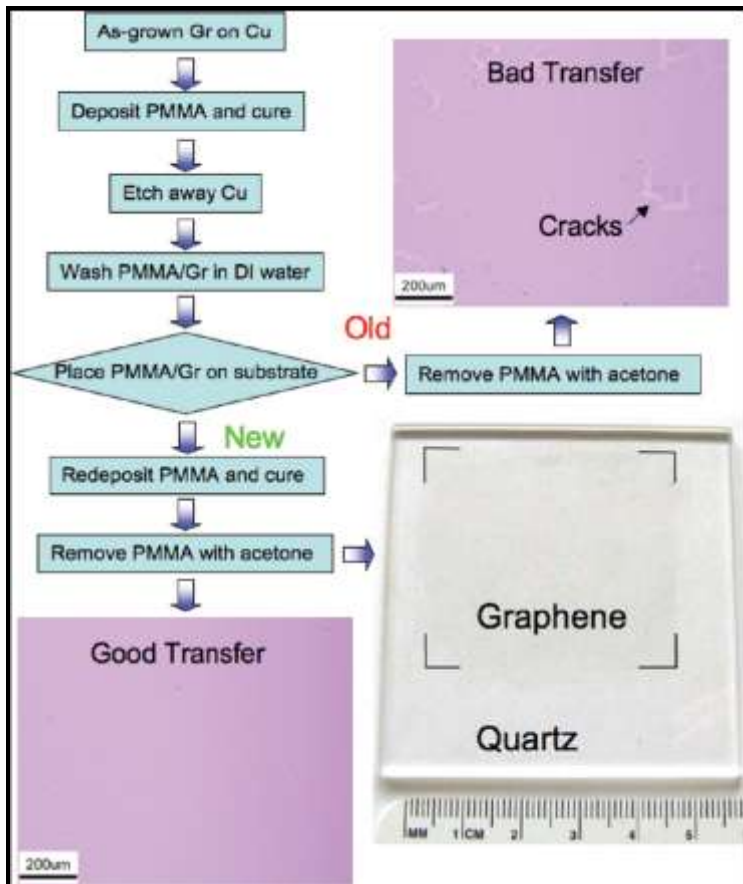 As-grown Gr on Cu
Deposit PMMA and cure
Etch away Cu
Wash PMMA/Gr in DI water
Place PMMA/Gr on substrate
Old
Remove PMMA with acetone
Bad Transfer
Cracks
200um
New
Redeposit PMMA and cure
Remove PMMA with acetone
Good Transfer
200um
Graphene
Quartz
MM 1 CM 2 3 4 5